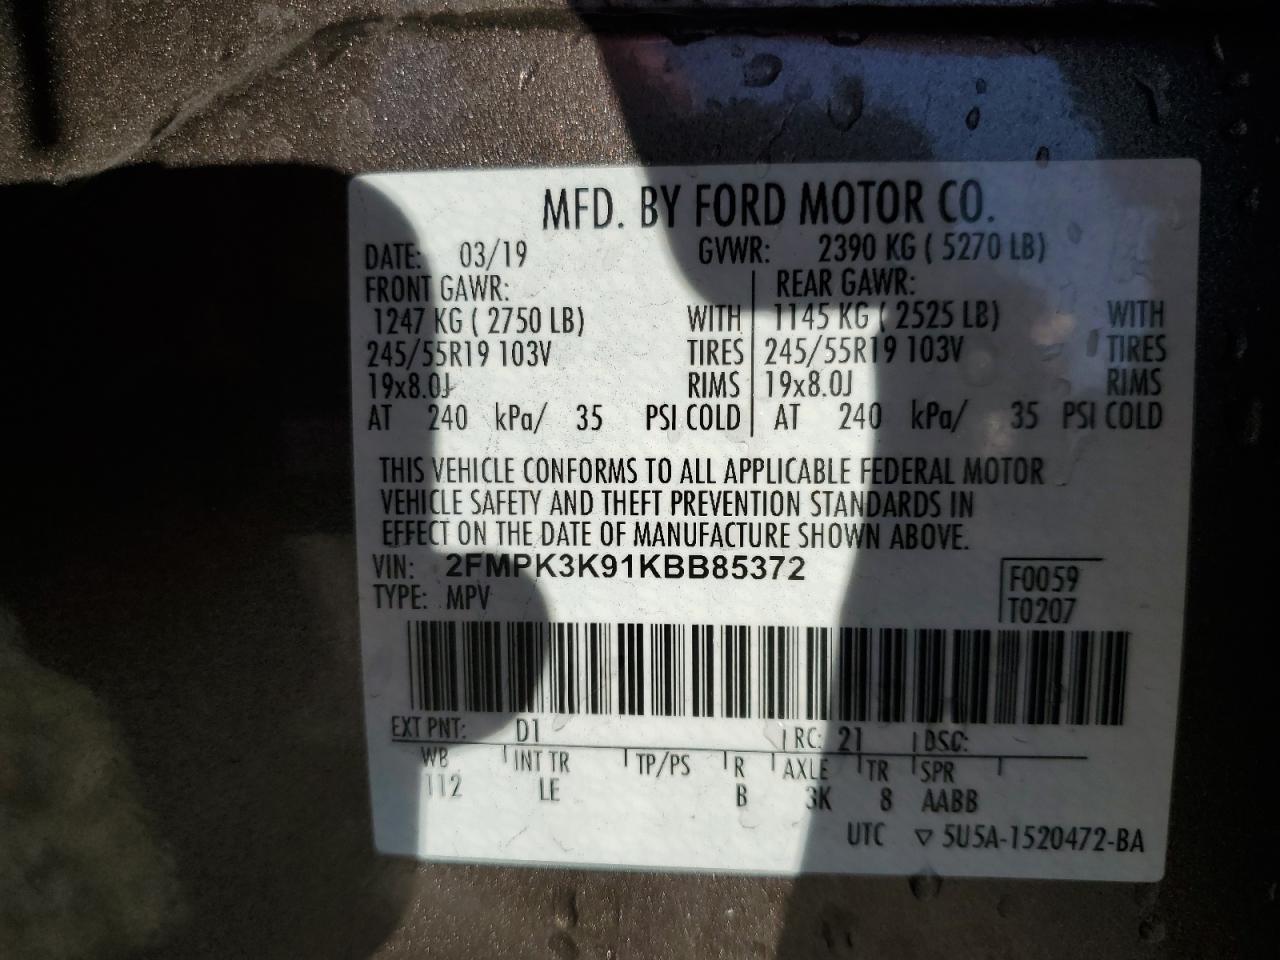 MFD. BY FORD MOTOR CO.
DATE: 03/19 GVWR: 2390 KG ( 5270 LB)
FRONT GAWR: REAR GAWR:
1247 KG ( 2750 LB) WITH 1145 KG ( 2525 LB) WITH
245/55R19 103V TIRES 245/55R19 103V TIRES
19x8.0J RIMS 19x8.0J RIMS
AT 240 kPa/ 35 PSI COLD AT 240 kPa/ 35 PSI COLD
THIS VEHICLE CONFORMS TO ALL APPLICABLE FEDERAL MOTOR
VEHICLE SAFETY AND THEFT PREVENTION STANDARDS IN
EFFECT ON THE DATE OF MANUFACTURE SHOWN ABOVE.
VIN: 2FMPK3K91KBB85372 F0059
TYPE: MPV T0207
EXT PNT: D1 RC: 21 DSC:
WB INT TR TP/PS R AXLE TR SPR
112 LE B 3K 8 AABB
UTC ▽ 5U5A-1520472-BA